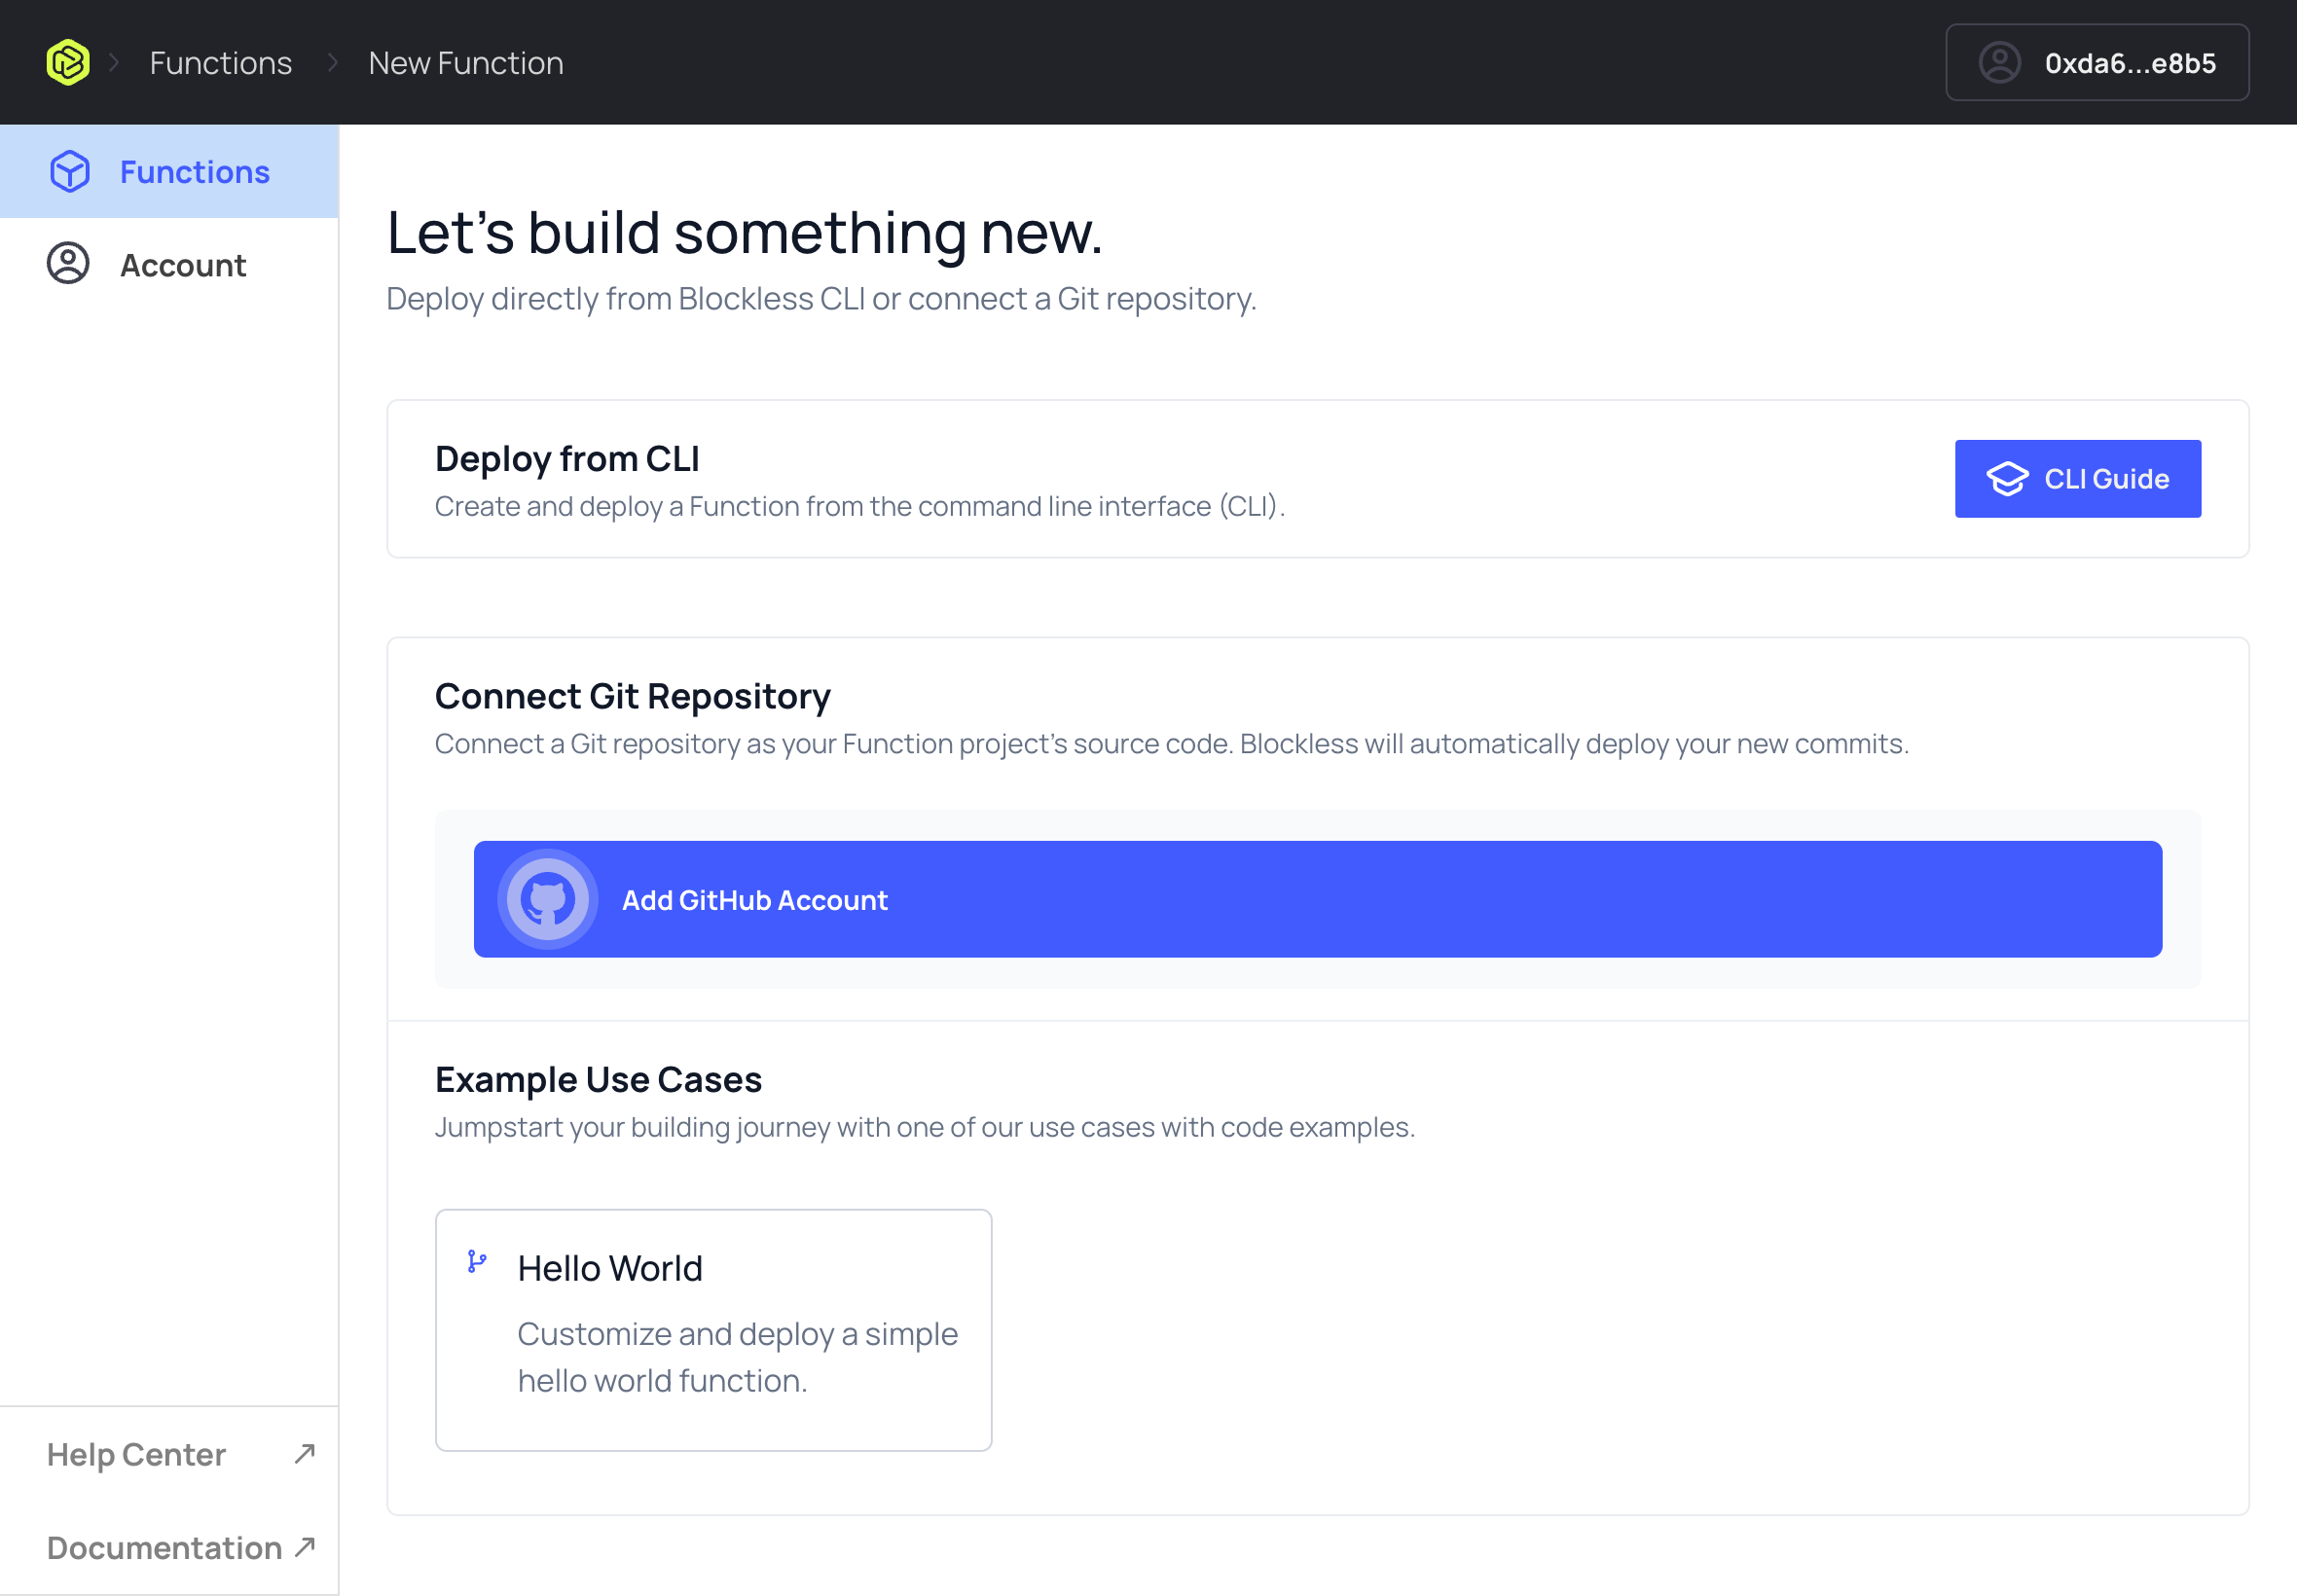 Functions
New Function
0xda6...e8b5
Functions
Account
Let's build something new.
Deploy directly from Blockless CLI or connect a Git repository.
Deploy from CLI
Create and deploy a Function from the command line interface (CLI).
CLI Guide
Connect Git Repository
Connect a Git repository as your Function project's source code. Blockless will automatically deploy your new commits.
Add GitHub Account
Example Use Cases
Jumpstart your building journey with one of our use cases with code examples.
Hello World
Customize and deploy a simple
hello world function.
Help Center
Documentation